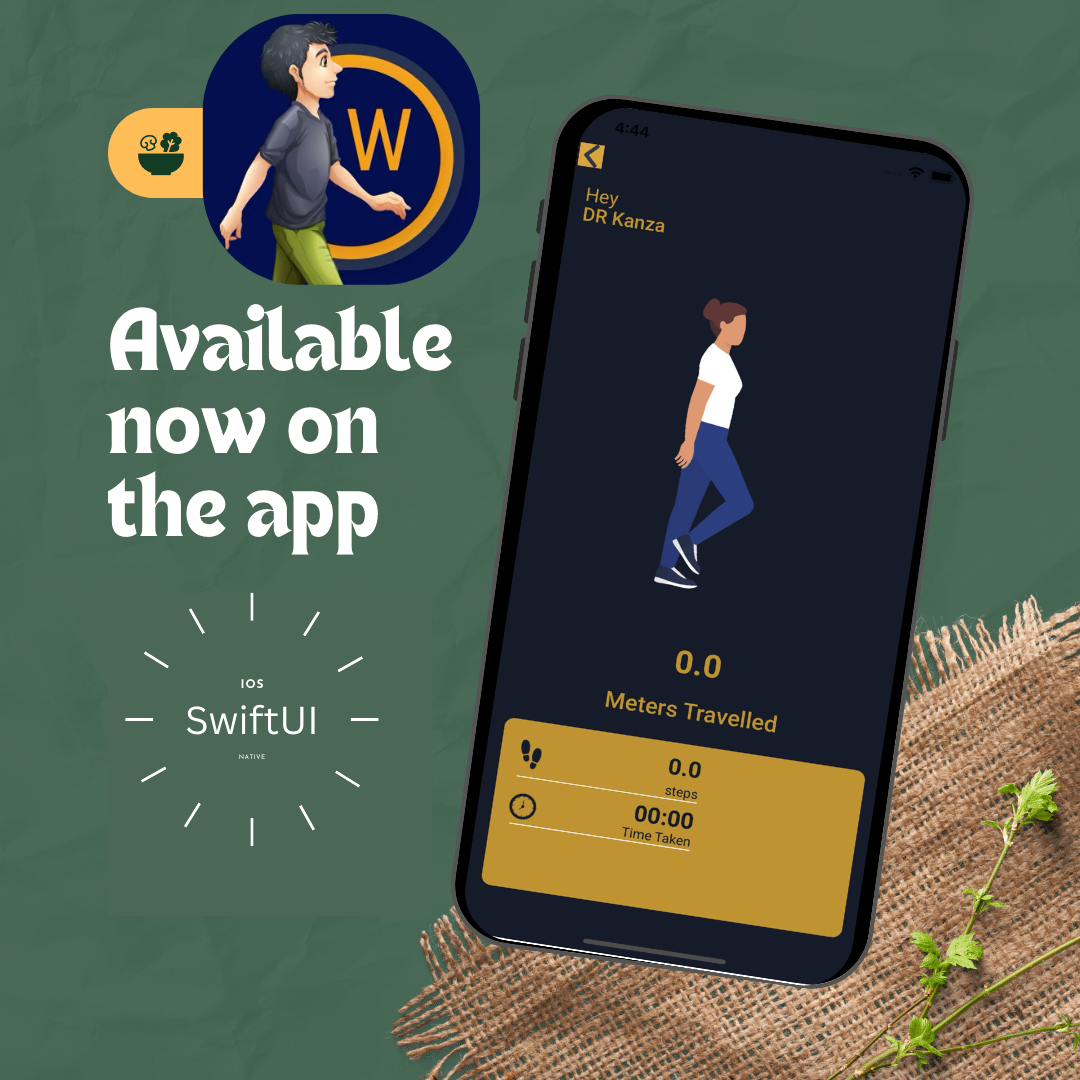 W
Available
now on
the app
IOS
SwiftUI
NATIVE
4:44
Hey
DR Kanza
0.0
Meters Travelled
0.0
steps
00:00
Time Taken